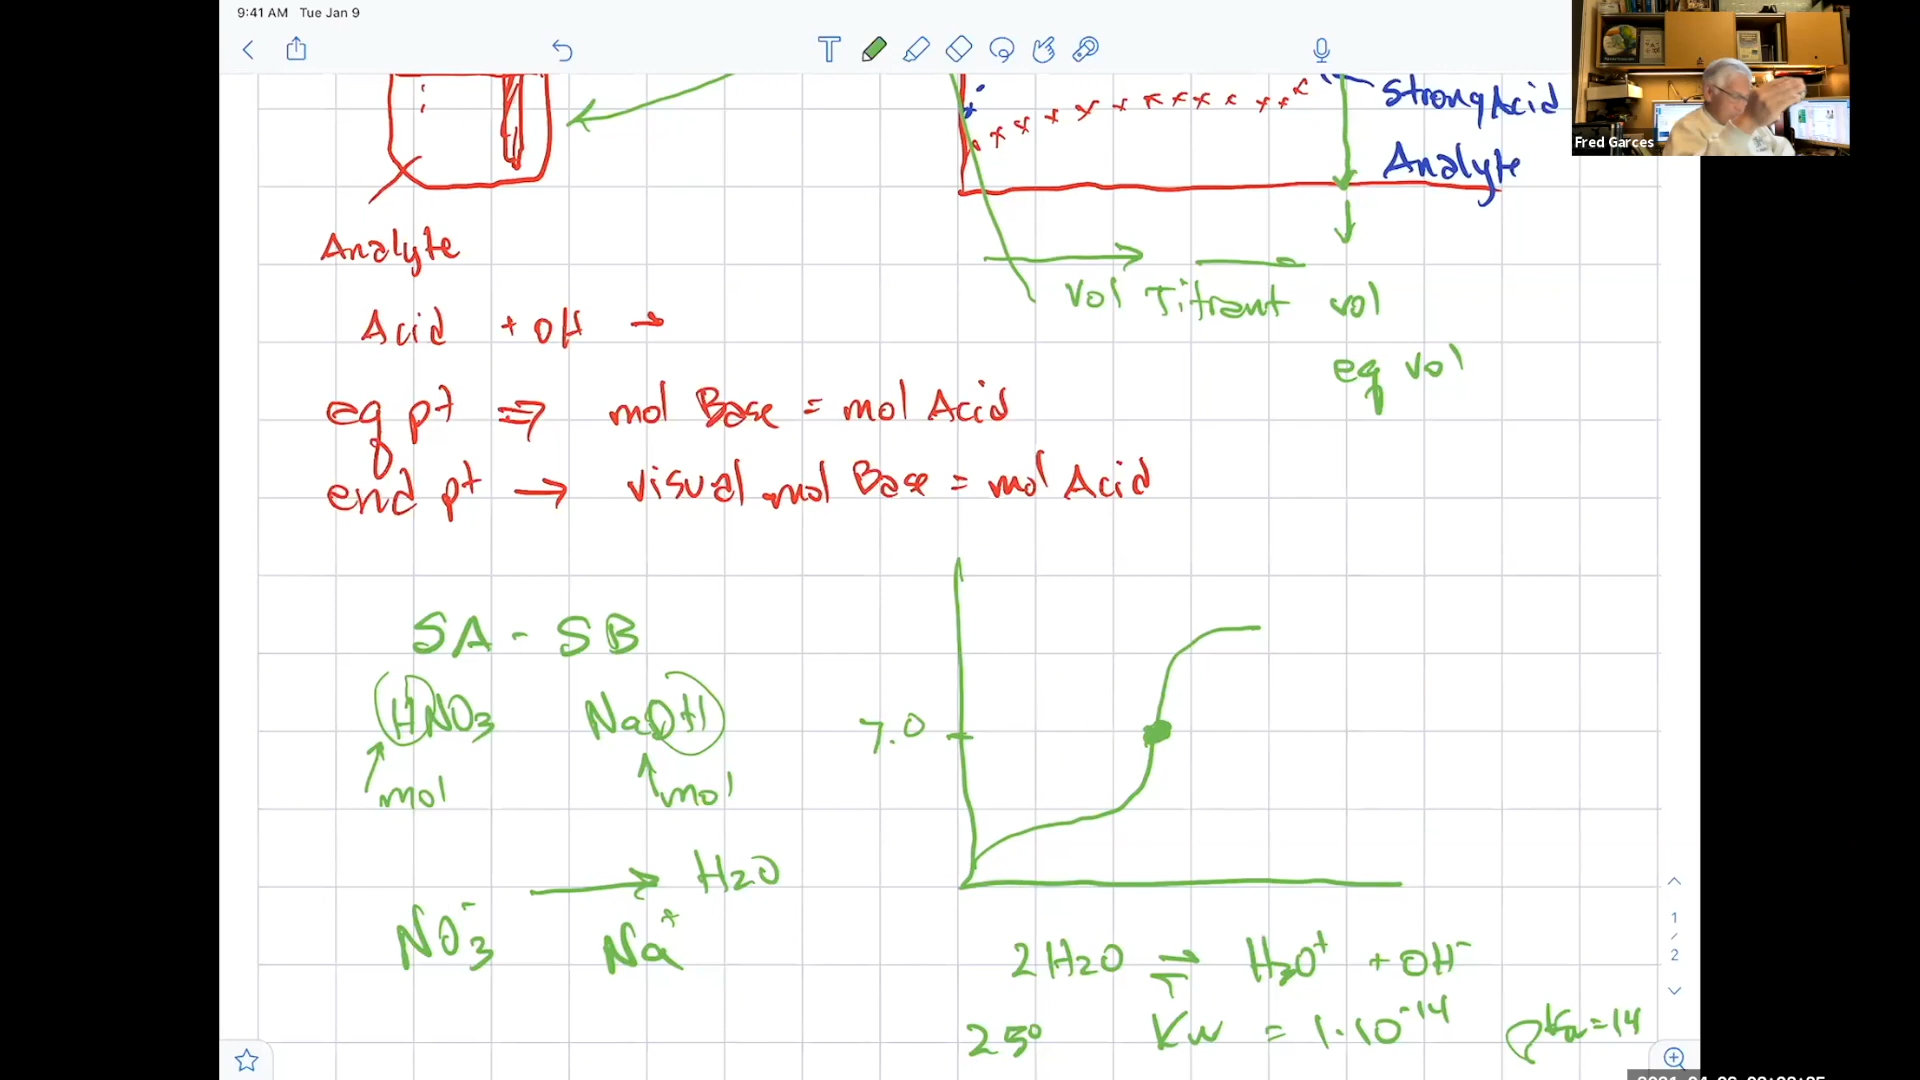 9:41 AM Tue Jan 9
Fred Garces
Strong Acid
Analyte
Analyte
Vol Titrant vol
eq vol
Acid + OH →
eq pt ⇒ mol Base = mol Acid
end pt → visual mol Base = mol Acid
SA - SB
HNO3 NaOH
7.0
mol mol
→ H2O
NO3- Na+
2H2O ⇌ H3O+ + OH-
25° Kw = 1·10-14
1
/
2